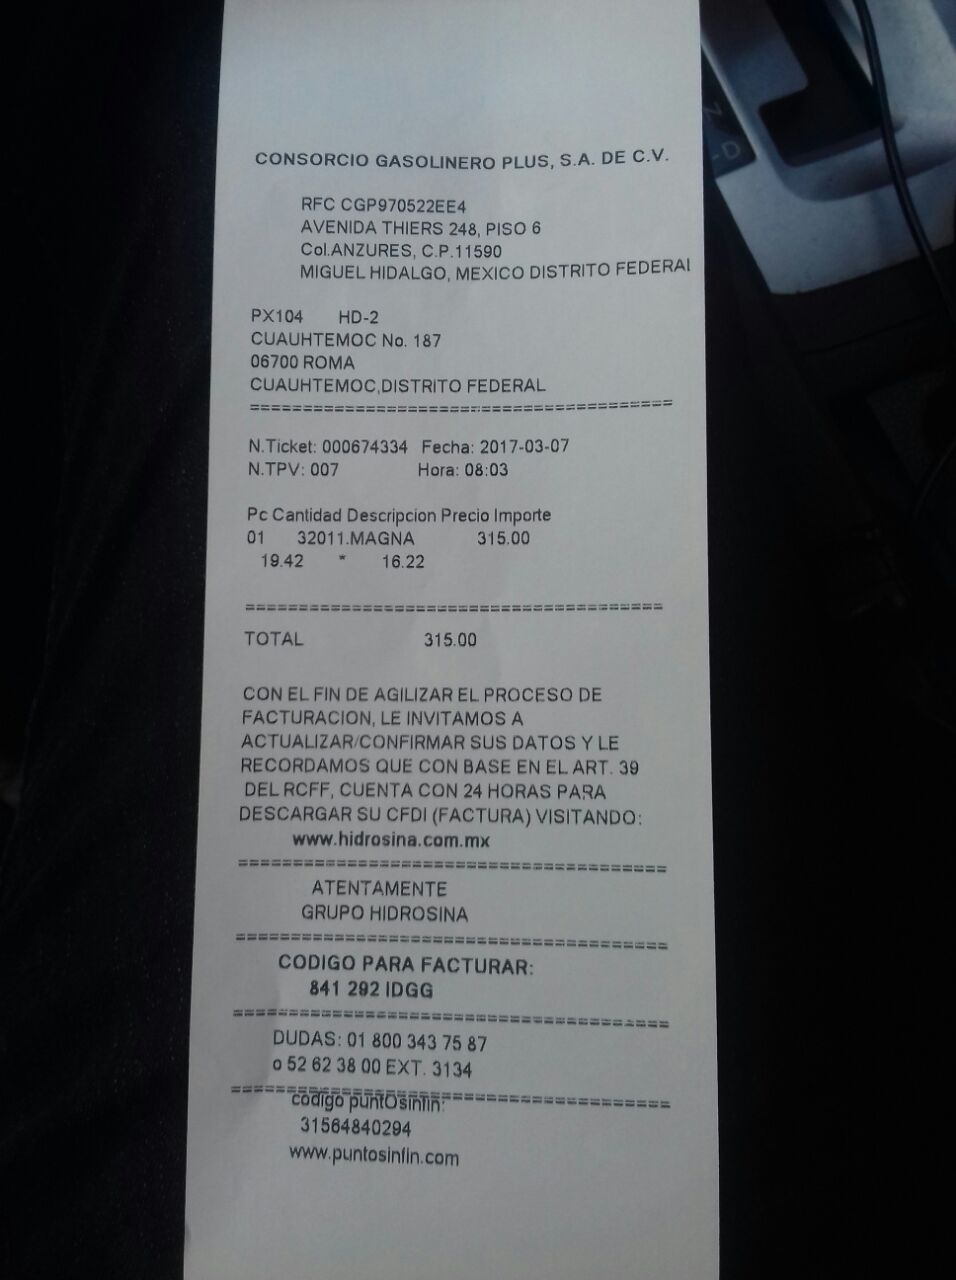 CONSORCIO GASOLINERO PLUS, S.A. DE C.V.
RFC CGP970522EE4
AVENIDA THIERS 248, PISO 6
Col.ANZURES, C.P.11590
MIGUEL HIDALGO, MEXICO DISTRITO FEDERAl
PX104 HD-2
CUAUHTEMOC No. 187
06700 ROMA
CUAUHTEMOC,DISTRITO FEDERAL
========================================
N.Ticket: 000674334 Fecha: 2017-03-07
N.TPV: 007 Hora: 08:03
Pc Cantidad Descripcion Precio Importe
01 32011.MAGNA 315.00
19.42 * 16.22
========================================
TOTAL 315.00
CON EL FIN DE AGILIZAR EL PROCESO DE
FACTURACION, LE INVITAMOS A
ACTUALIZAR/CONFIRMAR SUS DATOS Y LE
RECORDAMOS QUE CON BASE EN EL ART. 39
DEL RCFF, CUENTA CON 24 HORAS PARA
DESCARGAR SU CFDI (FACTURA) VISITANDO:
www.hidrosina.com.mx
========================================
ATENTAMENTE
GRUPO HIDROSINA
========================================
CODIGO PARA FACTURAR:
841 292 IDGG
========================================
DUDAS: 01 800 343 75 87
o 52 62 38 00 EXT. 3134
========================================
codigo puntOsinfin:
31564840294
www.puntosinfin.com
-D